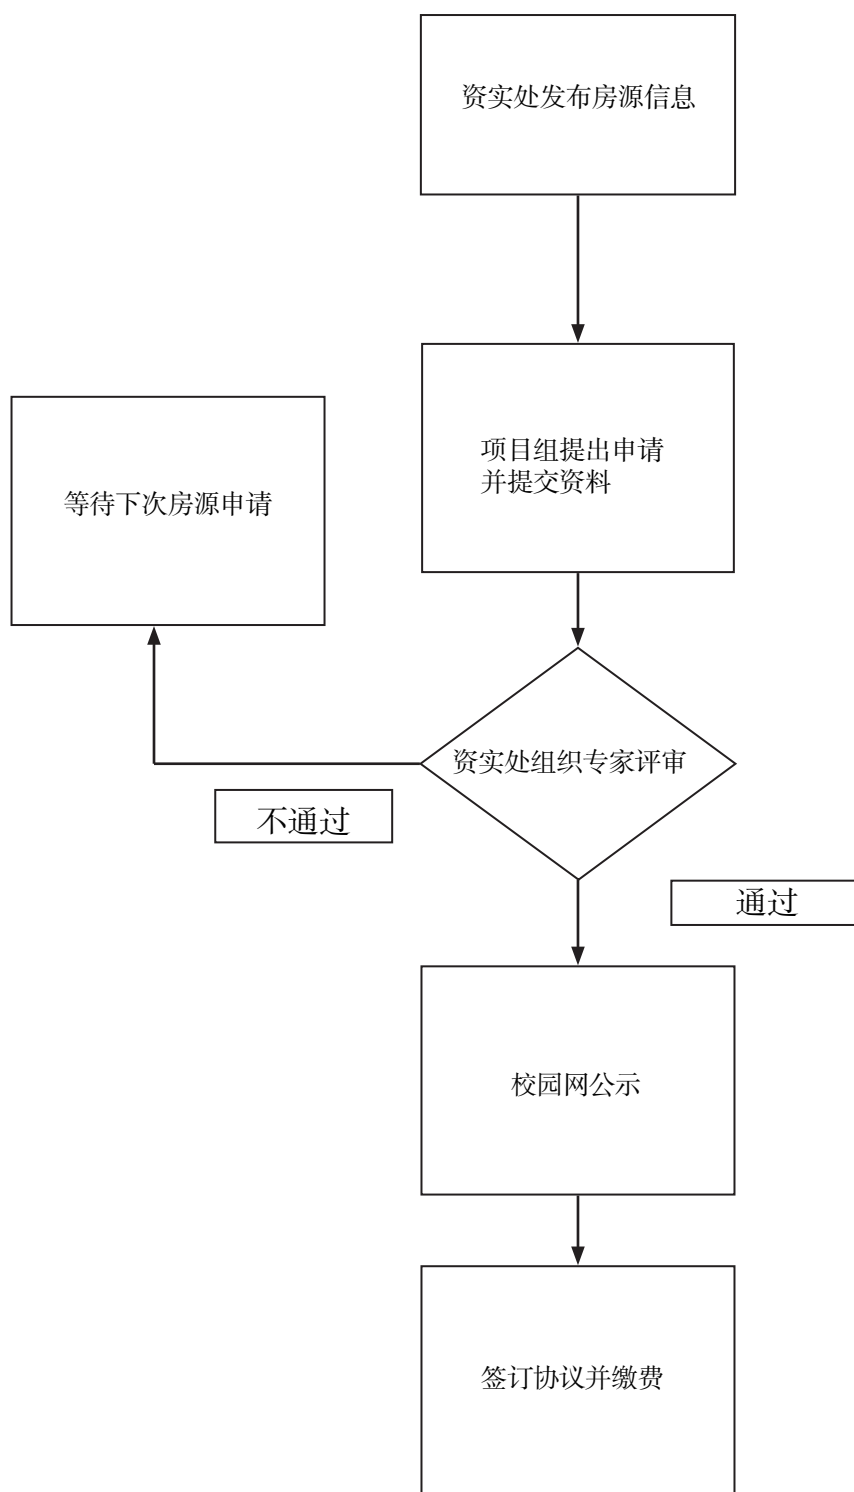 资实处发布房源信息
项目组提出申请
并提交资料
等待下次房源申请
资实处组织专家评审
不通过
通过
校园网公示
签订协议并缴费